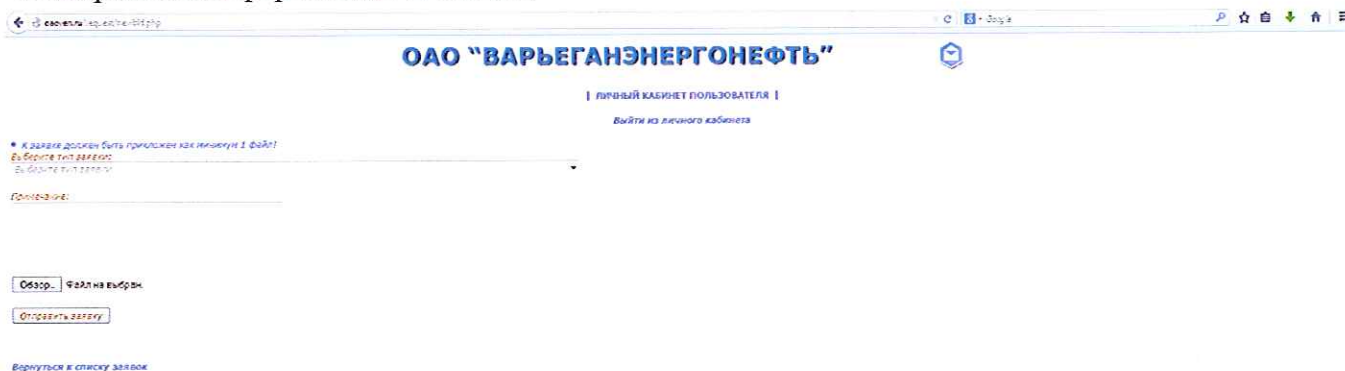 ОАО "ВАРЬЕГАНЭНЕРГОНЕФТЬ"
| ЛИЧНЫЙ КАБИНЕТ ПОЛЬЗОВАТЕЛЯ |
Выйти из личного кабинета
К заявке должен быть приложен как минимум 1 файл!
Выберите тип заявки:
Выберите тип заявки
Примечание:
Обзор... Файл не выбран.
Отправить заявку
Вернуться к списку заявок